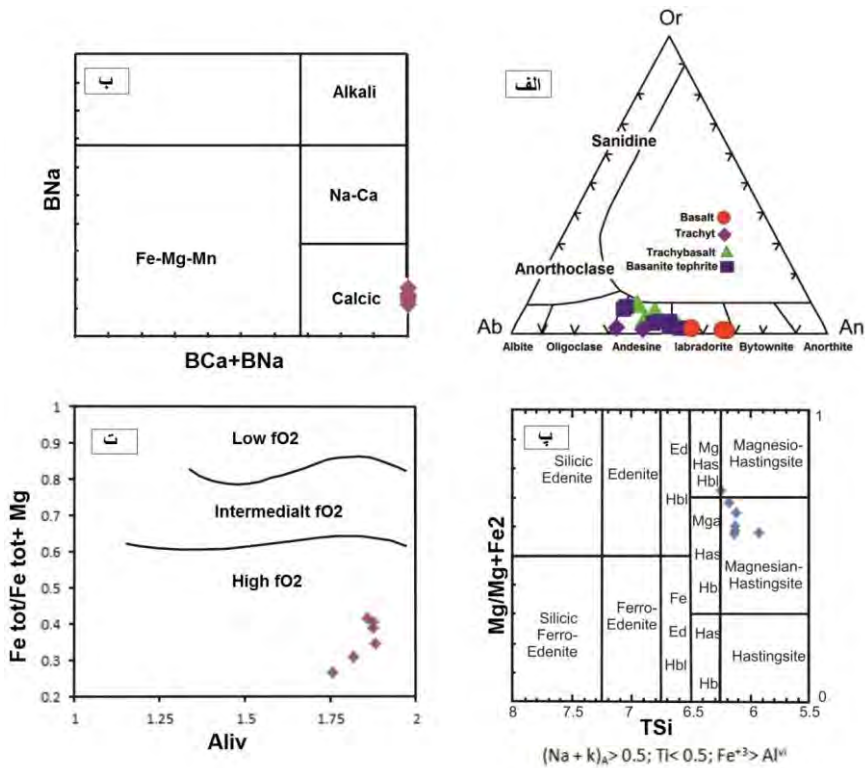 الف
Or
Sanidine
Basalt
Trachyt
Trachybasalt
Basanite tephrite
Anorthoclase
Ab
An
Albite
Oligoclase
Andesine
labradorite
Bytownite
Anorthite
ب
Alkali
Na-Ca
Fe-Mg-Mn
Calcic
BNa
BCa+BNa
پ
1
Silicic
Edenite
Edenite
Ed
Hbl
Mg
Has
Hbl
Magnesio-
Hastingsite
Mga
Has
Hb
Magnesian-
Hastingsite
Silicic
Ferro-
Edenite
Ferro-
Edenite
Fe
Ed
Hbl
Has
Hb
Hastingsite
0
Mg/Mg+Fe2
8
7.5
7
6.5
6
5.5
TSi
(Na + k)A> 0.5; Ti< 0.5; Fe+3> Alvi
ت
1
0.9
0.8
0.7
0.6
0.5
0.4
0.3
0.2
Low fO2
Intermedialt fO2
High fO2
Fe tot/Fe tot+ Mg
1
1.25
1.5
1.75
2
Aliv